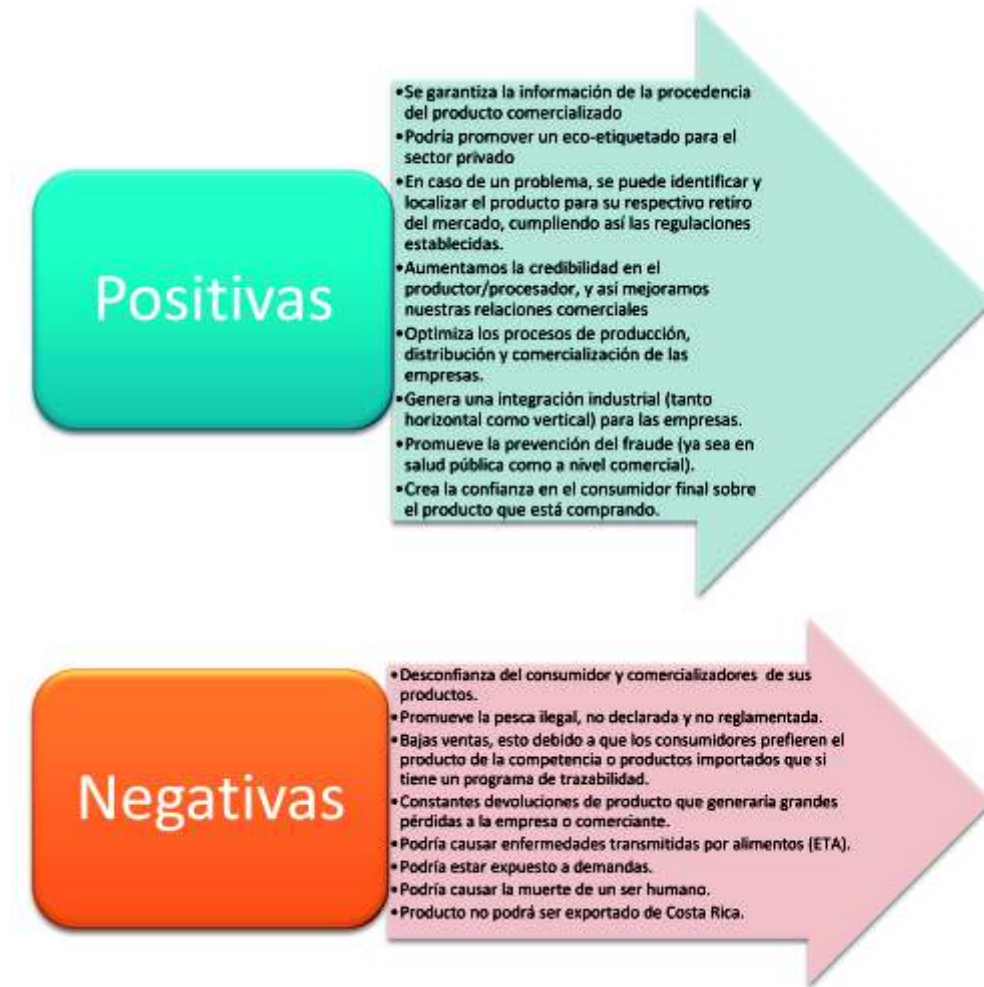 Positivas
•Se garantiza la información de la procedencia
del producto comercializado
•Podría promover un eco-etiquetado para el
sector privado
•En caso de un problema, se puede identificar y
localizar el producto para su respectivo retiro
del mercado, cumpliendo así las regulaciones
establecidas.
•Aumentamos la credibilidad en el
productor/procesador, y así mejoramos
nuestras relaciones comerciales
•Optimiza los procesos de producción,
distribución y comercialización de las
empresas.
•Genera una integración industrial (tanto
horizontal como vertical) para las empresas.
•Promueve la prevención del fraude (ya sea en
salud pública como a nivel comercial).
•Crea la confianza en el consumidor final sobre
el producto que está comprando.
Negativas
•Desconfianza del consumidor y comercializadores de sus
productos.
•Promueve la pesca ilegal, no declarada y no reglamentada.
•Bajas ventas, esto debido a que los consumidores prefieren el
producto de la competencia o productos importados que si
tiene un programa de trazabilidad.
•Constantes devoluciones de producto que generaría grandes
pérdidas a la empresa o comerciante.
•Podría causar enfermedades transmitidas por alimentos (ETA).
•Podría estar expuesto a demandas.
•Podría causar la muerte de un ser humano.
•Producto no podrá ser exportado de Costa Rica.